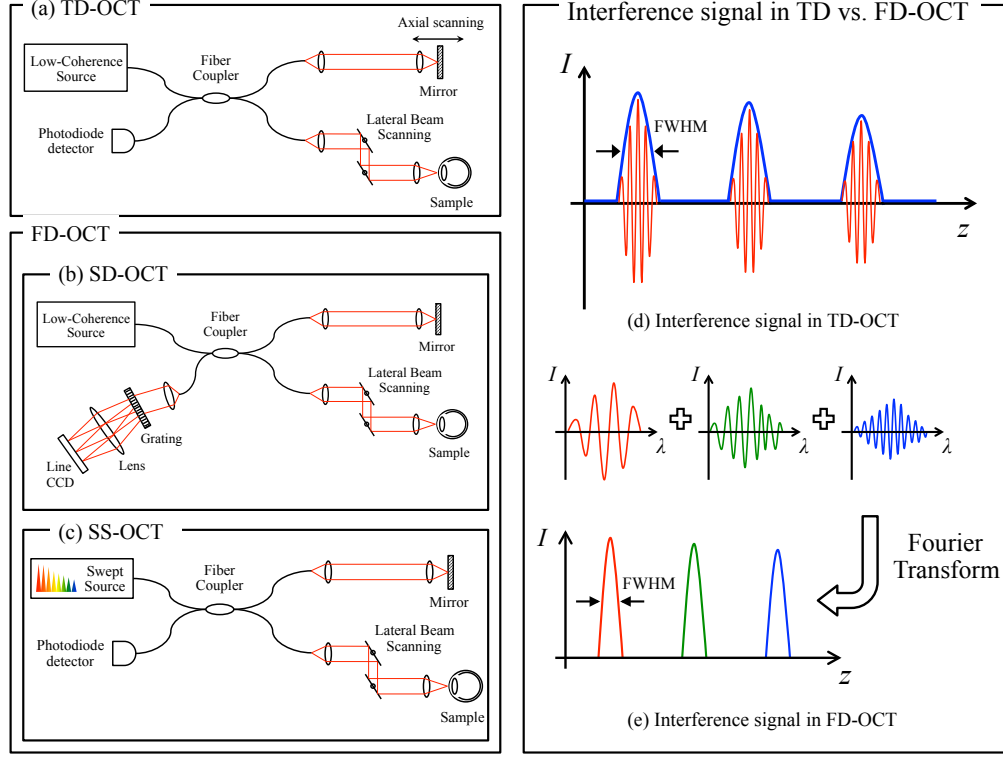 (a) TD-OCT
Low-Coherence
Source
Fiber
Coupler
Axial scanning
Mirror
Photodiode
detector
Lateral Beam
Scanning
Sample
FD-OCT
(b) SD-OCT
Low-Coherence
Source
Fiber
Coupler
Mirror
Lateral Beam
Scanning
Grating
Lens
Line
CCD
Sample
(c) SS-OCT
Swept
Source
Fiber
Coupler
Mirror
Photodiode
detector
Lateral Beam
Scanning
Sample
Interference signal in TD vs. FD-OCT
I
FWHM
z
(d) Interference signal in TD-OCT
I
λ
I
λ
I
λ
Fourier
Transform
I
FWHM
z
(e) Interference signal in FD-OCT